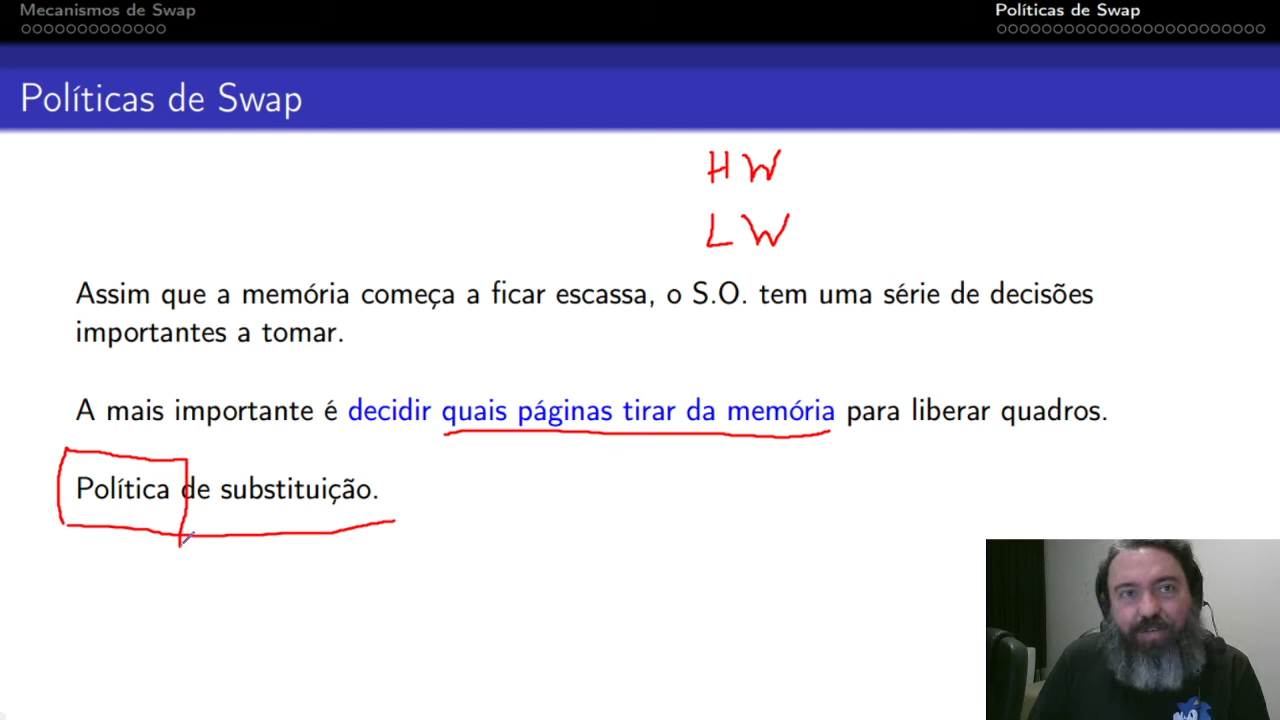 Mecanismos de Swap
Políticas de Swap
Políticas de Swap
HW
LW
Assim que a memória começa a ficar escassa, o S.O. tem uma série de decisões
importantes a tomar.
A mais importante é decidir quais páginas tirar da memória para liberar quadros.
Política de substituição.